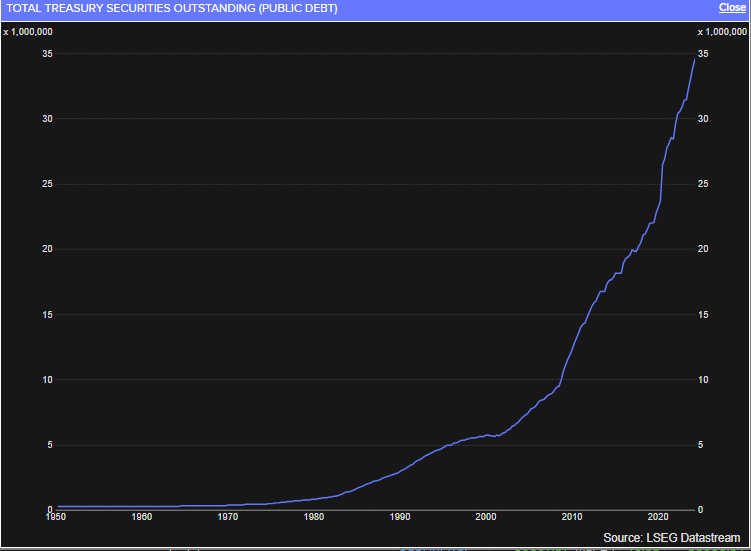 TOTAL TREASURY SECURITIES OUTSTANDING (PUBLIC DEBT) Close
x 1,000,000 x 1,000,000
35 35
30 30
25 25
20 20
15 15
10 10
5 5
0 0
1950 1960 1970 1980 1990 2000 2010 2020
Source: LSEG Datastream